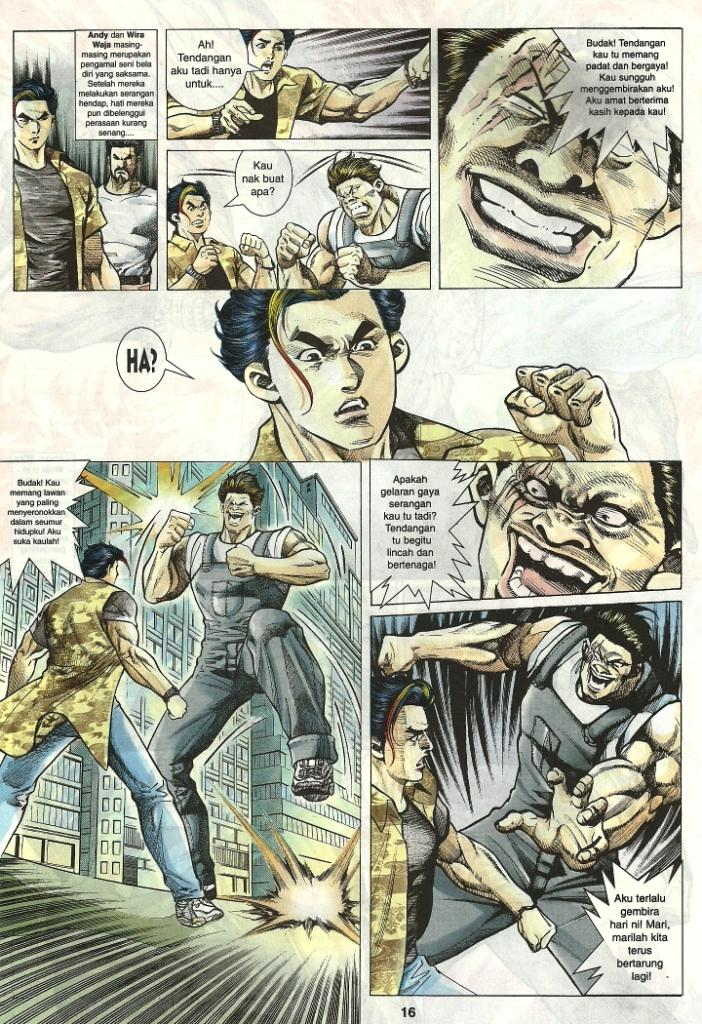 Andy dan Wira
Waja masing-
masing merupakan
pengamal seni bela
diri yang saksama.
Setelah mereka
melakukan serangan
hendap, hati mereka
pun dibelenggui
perasaan kurang
senang....
Ah!
Tendangan
aku tadi hanya
untuk....
Kau
nak buat
apa?
Budak! Tendangan
kau tu memang
padat dan bergaya!
Kau sungguh
menggembirakan aku!
Aku amat berterima
kasih kepada kau!
HA?
Budak! Kau
memang lawan
yang paling
menyeronokkan
dalam seumur
hidupku! Aku
suka kaulah!
Apakah
gelaran gaya
serangan
kau tu tadi?
Tendangan
tu begitu
lincah dan
bertenaga!
Aku terlalu
gembira
hari ni! Mari,
marilah kita
terus
bertarung
lagi!
16